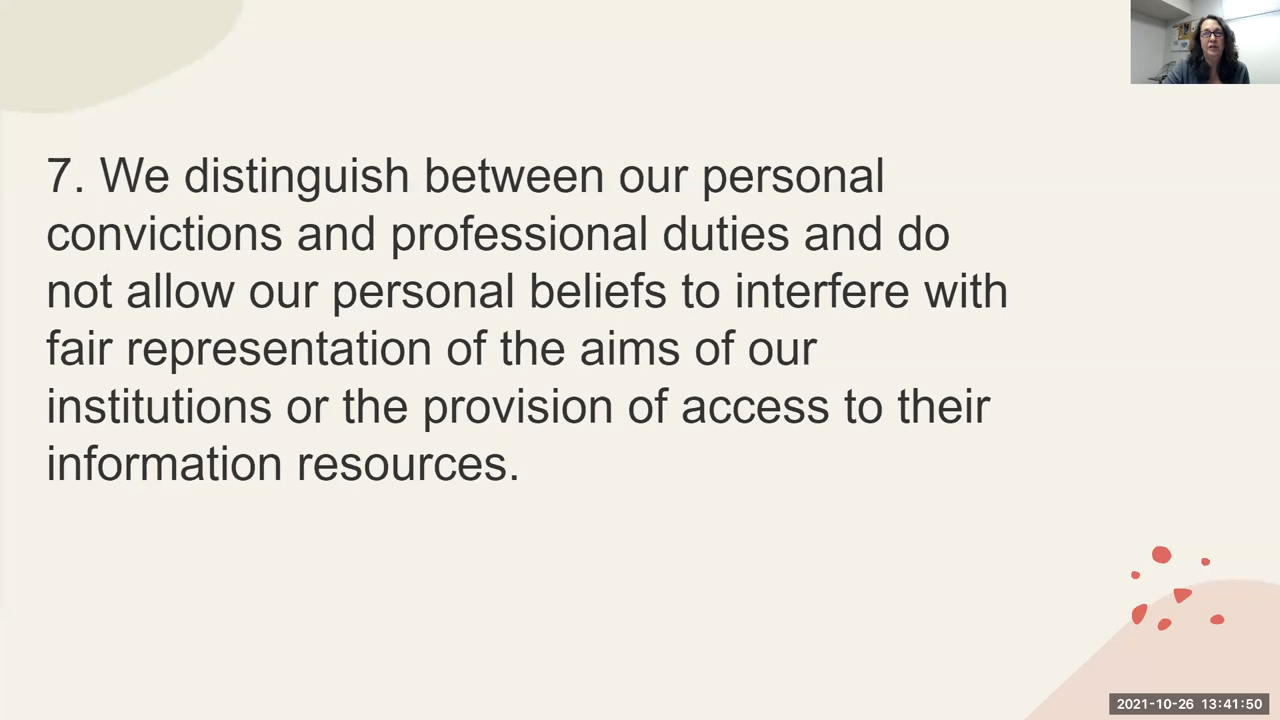 7. We distinguish between our personal
convictions and professional duties and do
not allow our personal beliefs to interfere with
fair representation of the aims of our
institutions or the provision of access to their
information resources.
2021-10-26 13:41:50